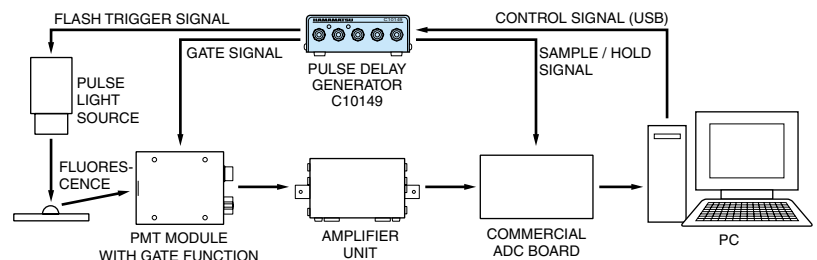 FLASH TRIGGER SIGNAL
CONTROL SIGNAL (USB)
HAMAMATSU
C10149
GATE SIGNAL
SAMPLE / HOLD
SIGNAL
PULSE DELAY
GENERATOR
C10149
PULSE
LIGHT
SOURCE
FLUORES-
CENCE
PMT MODULE
WITH GATE FUNCTION
AMPLIFIER
UNIT
COMMERCIAL
ADC BOARD
PC